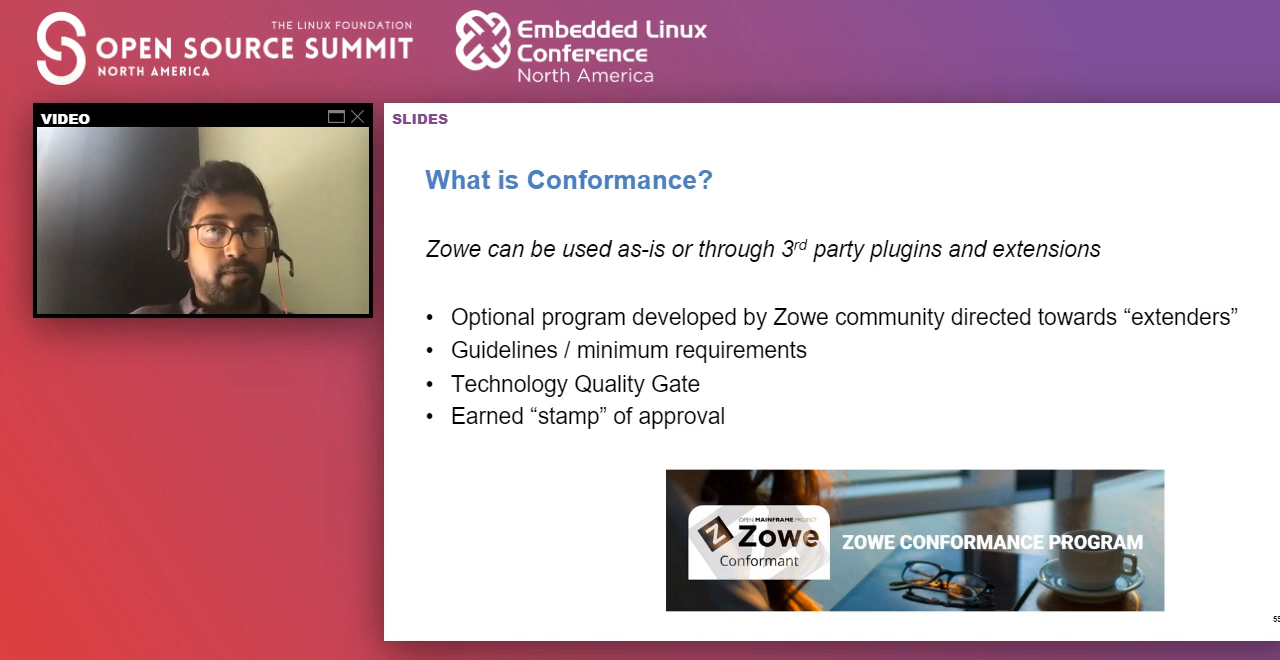 THE LINUX FOUNDATION
OPEN SOURCE SUMMIT
NORTH AMERICA
Embedded Linux
Conference
North America
VIDEO
SLIDES
What is Conformance?
Zowe can be used as-is or through 3rd party plugins and extensions
• Optional program developed by Zowe community directed towards “extenders”
• Guidelines / minimum requirements
• Technology Quality Gate
• Earned “stamp” of approval
OPEN MAINFRAME PROJECT
Zowe
Conformant
ZOWE CONFORMANCE PROGRAM